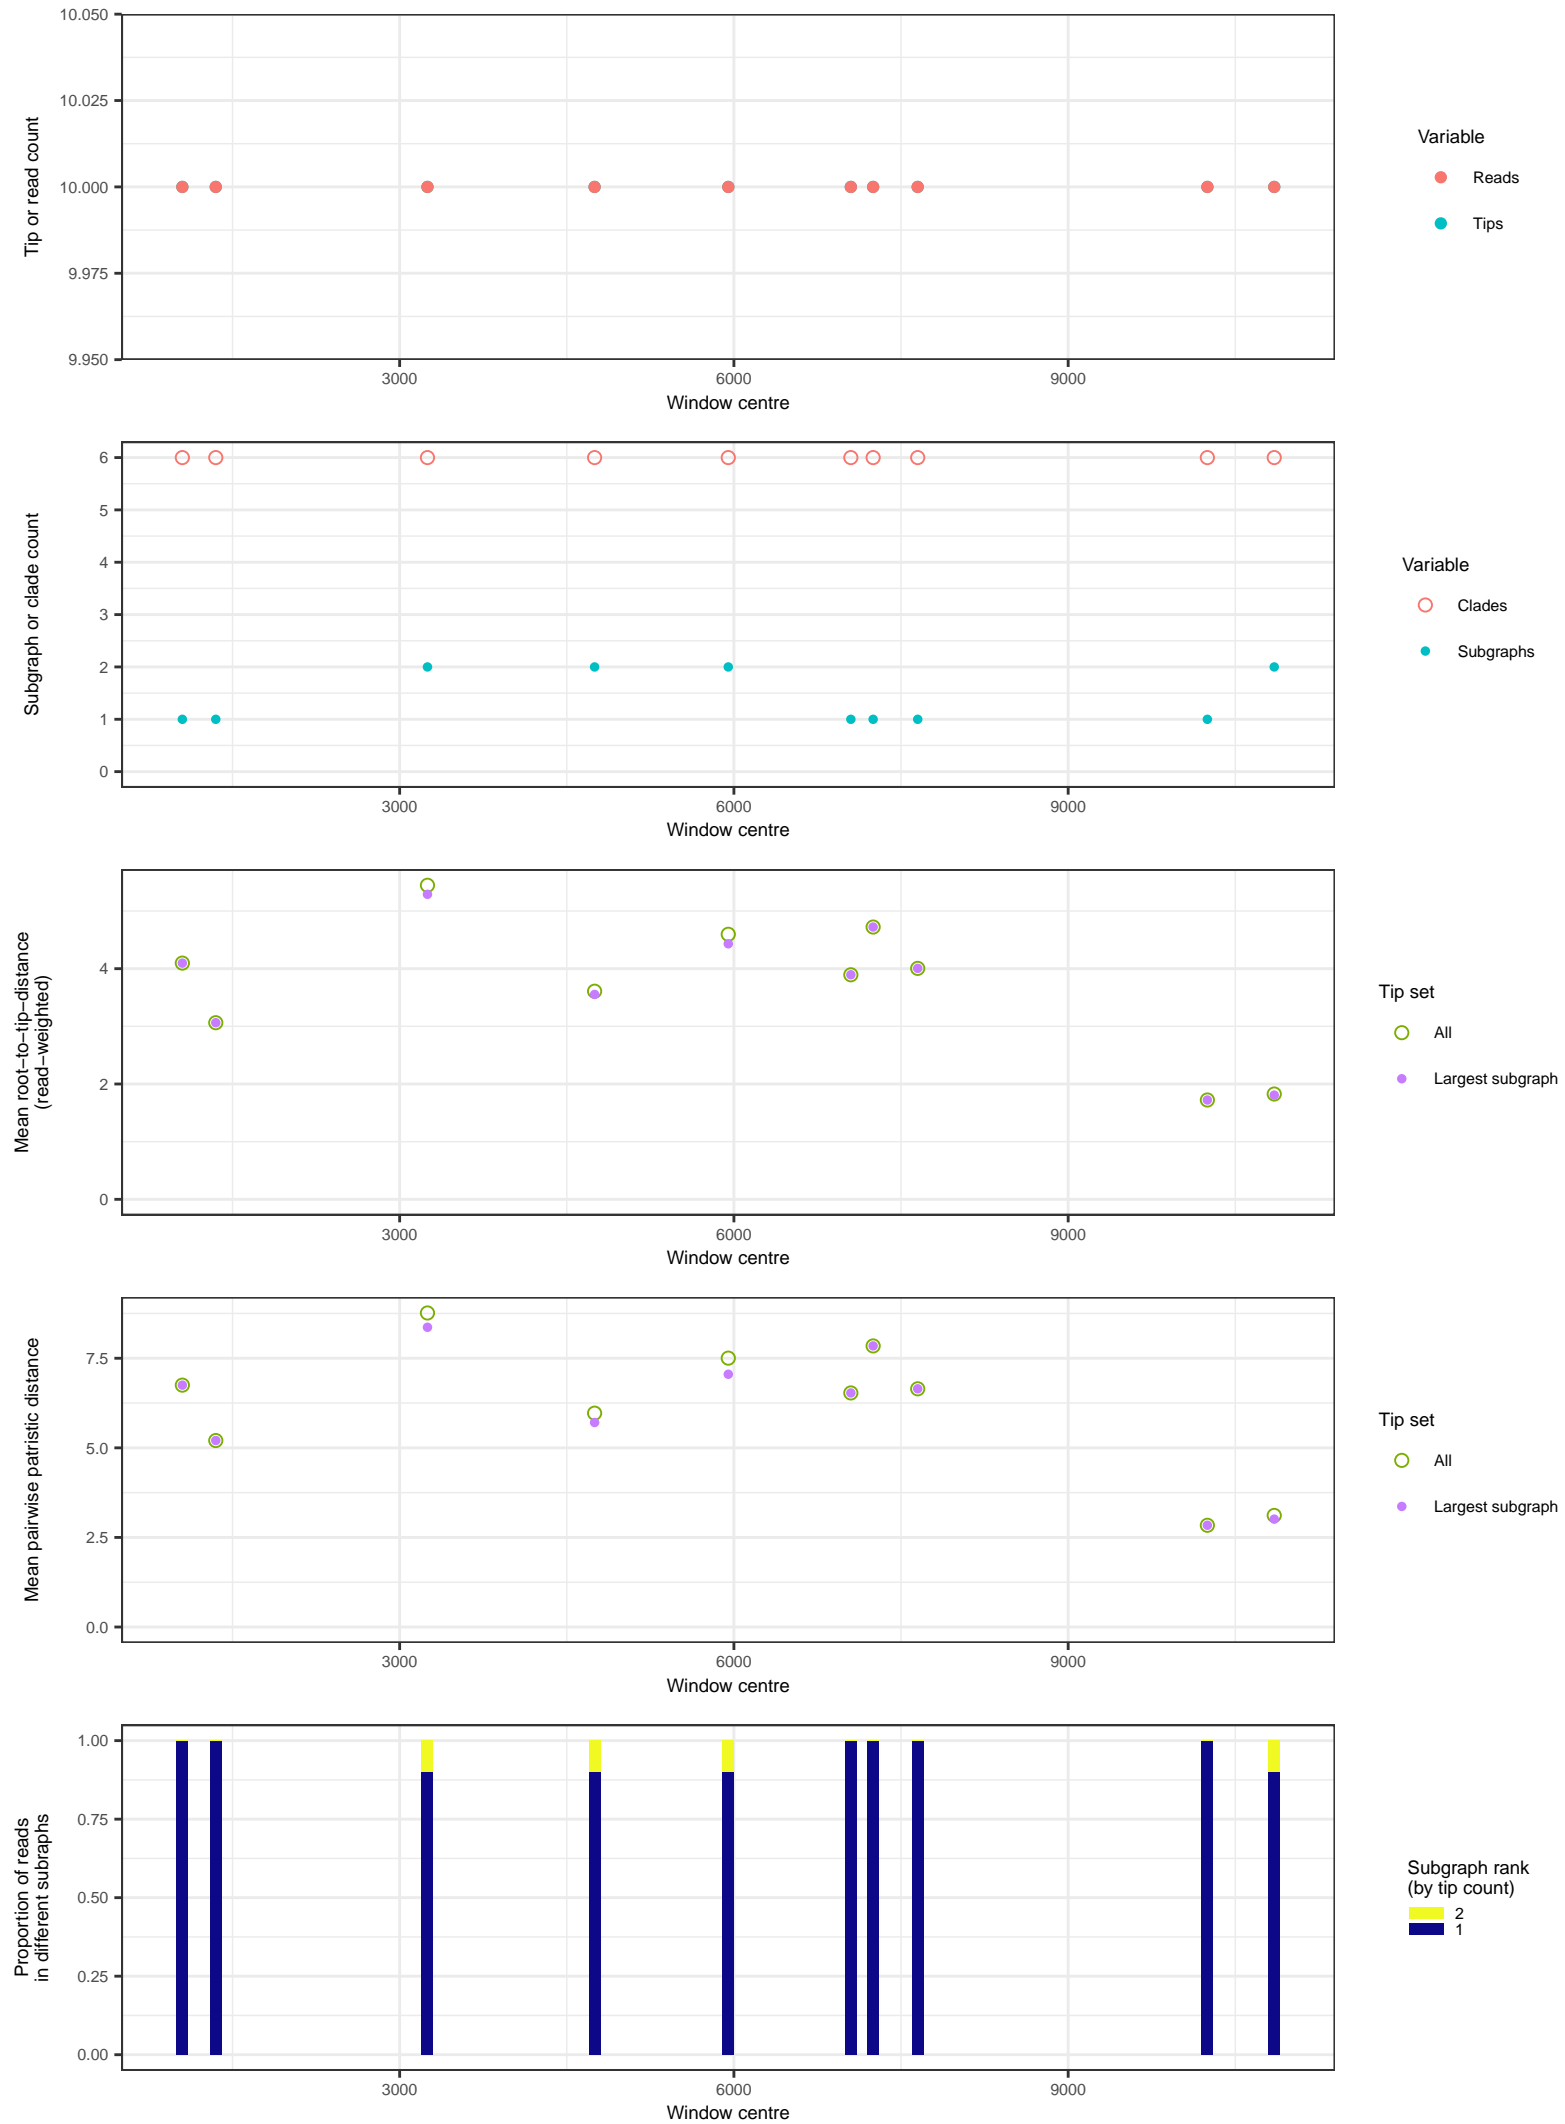 10.050
10.025
10.000
9.975
9.950
Tip or read count
3000
6000
9000
Window centre
Variable
Reads
Tips
6
5
4
3
2
1
0
Subgraph or clade count
3000
6000
9000
Window centre
Variable
Clades
Subgraphs
4
2
0
Mean root−to−tip−distance
(read−weighted)
3000
6000
9000
Window centre
Tip set
All
Largest subgraph
7.5
5.0
2.5
0.0
Mean pairwise patristic distance
3000
6000
9000
Window centre
Tip set
All
Largest subgraph
1.00
0.75
0.50
0.25
0.00
Proportion of reads
in different subraphs
3000
6000
9000
Window centre
Subgraph rank
(by tip count)
2
1